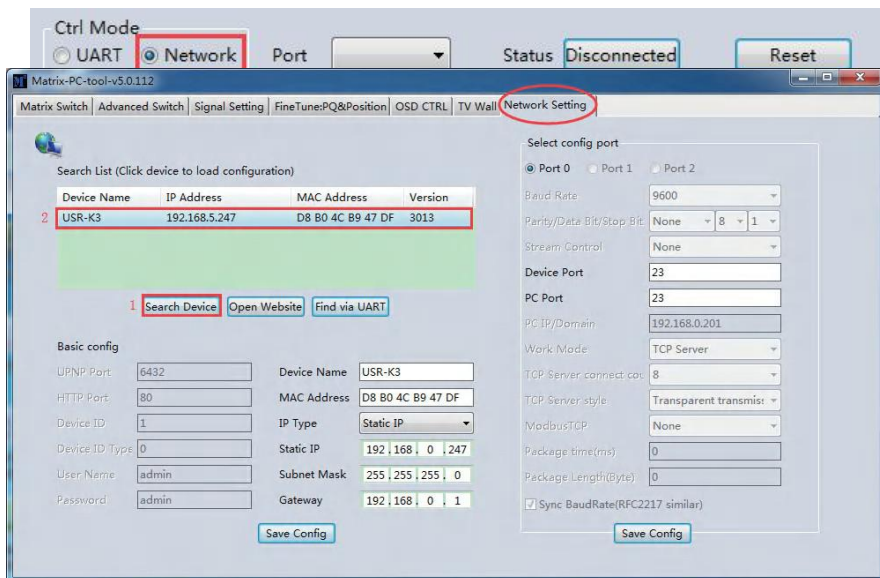 Ctrl Mode
UART Network Port Status Disconnected Reset
Matrix-PC-tool-v5.0.112
Matrix Switch Advanced Switch Signal Setting FineTune:PQ&Position OSD CTRL TV Wall Network Setting
Search List (Click device to load configuration)
Device Name IP Address MAC Address Version
2 USR-K3 192.168.5.247 D8 B0 4C B9 47 DF 3013
1 Search Device Open Website Find via UART
Basic config
UPNP Port 6432
HTTP Port 80
Device ID 1
Device ID Type 0
User Name admin
Password admin
Device Name USR-K3
MAC Address D8 B0 4C B9 47 DF
IP Type Static IP
Static IP 192 . 168 . 0 . 247
Subnet Mask 255 . 255 . 255 . 0
Gateway 192 . 168 . 0 . 1
Save Config
Select config port
Port 0 Port 1 Port 2
Baud Rate 9600
Parity/Data Bit/Stop Bit None 8 1
Stream Control None
Device Port 23
PC Port 23
PC IP/Domain 192.168.0.201
Work Mode TCP Server
TCP Server connect cou 8
TCP Server style Transparent transmis:
ModbusTCP None
Package time(ms) 0
Package Length(Byte) 0
Sync BaudRate(RFC2217 similar)
Save Config